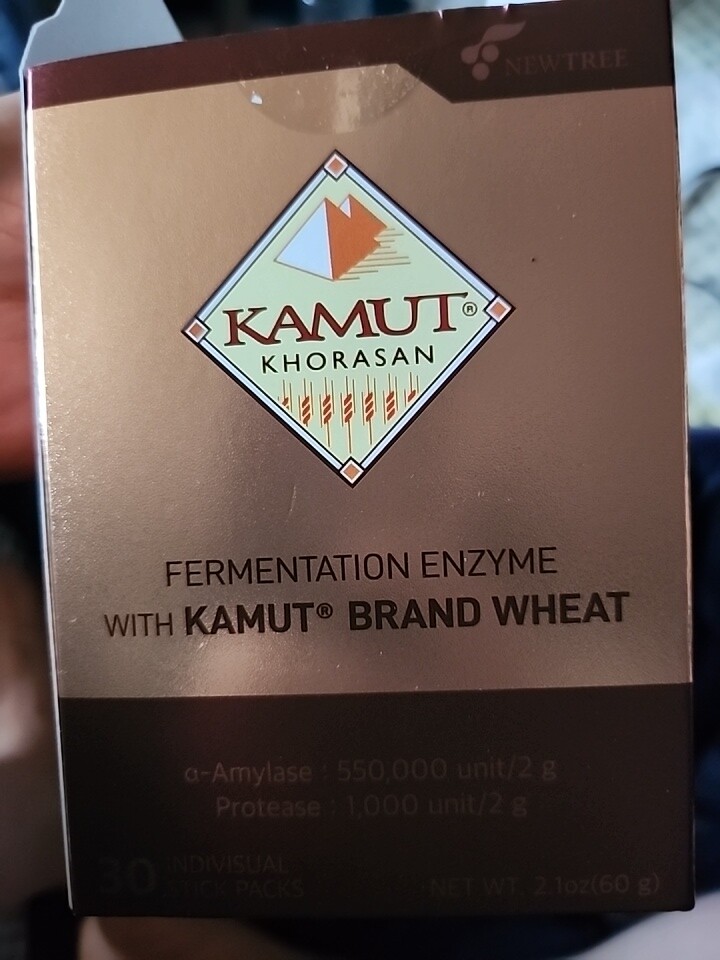 NEWTREE
KAMUT®
KHORASAN
FERMENTATION ENZYME
WITH KAMUT® BRAND WHEAT
α-Amylase : 550,000 unit/2 g
Protease : 1,000 unit/2 g
30 INDIVISUAL
STICK PACKS
NET WT. 2.1oz(60 g)